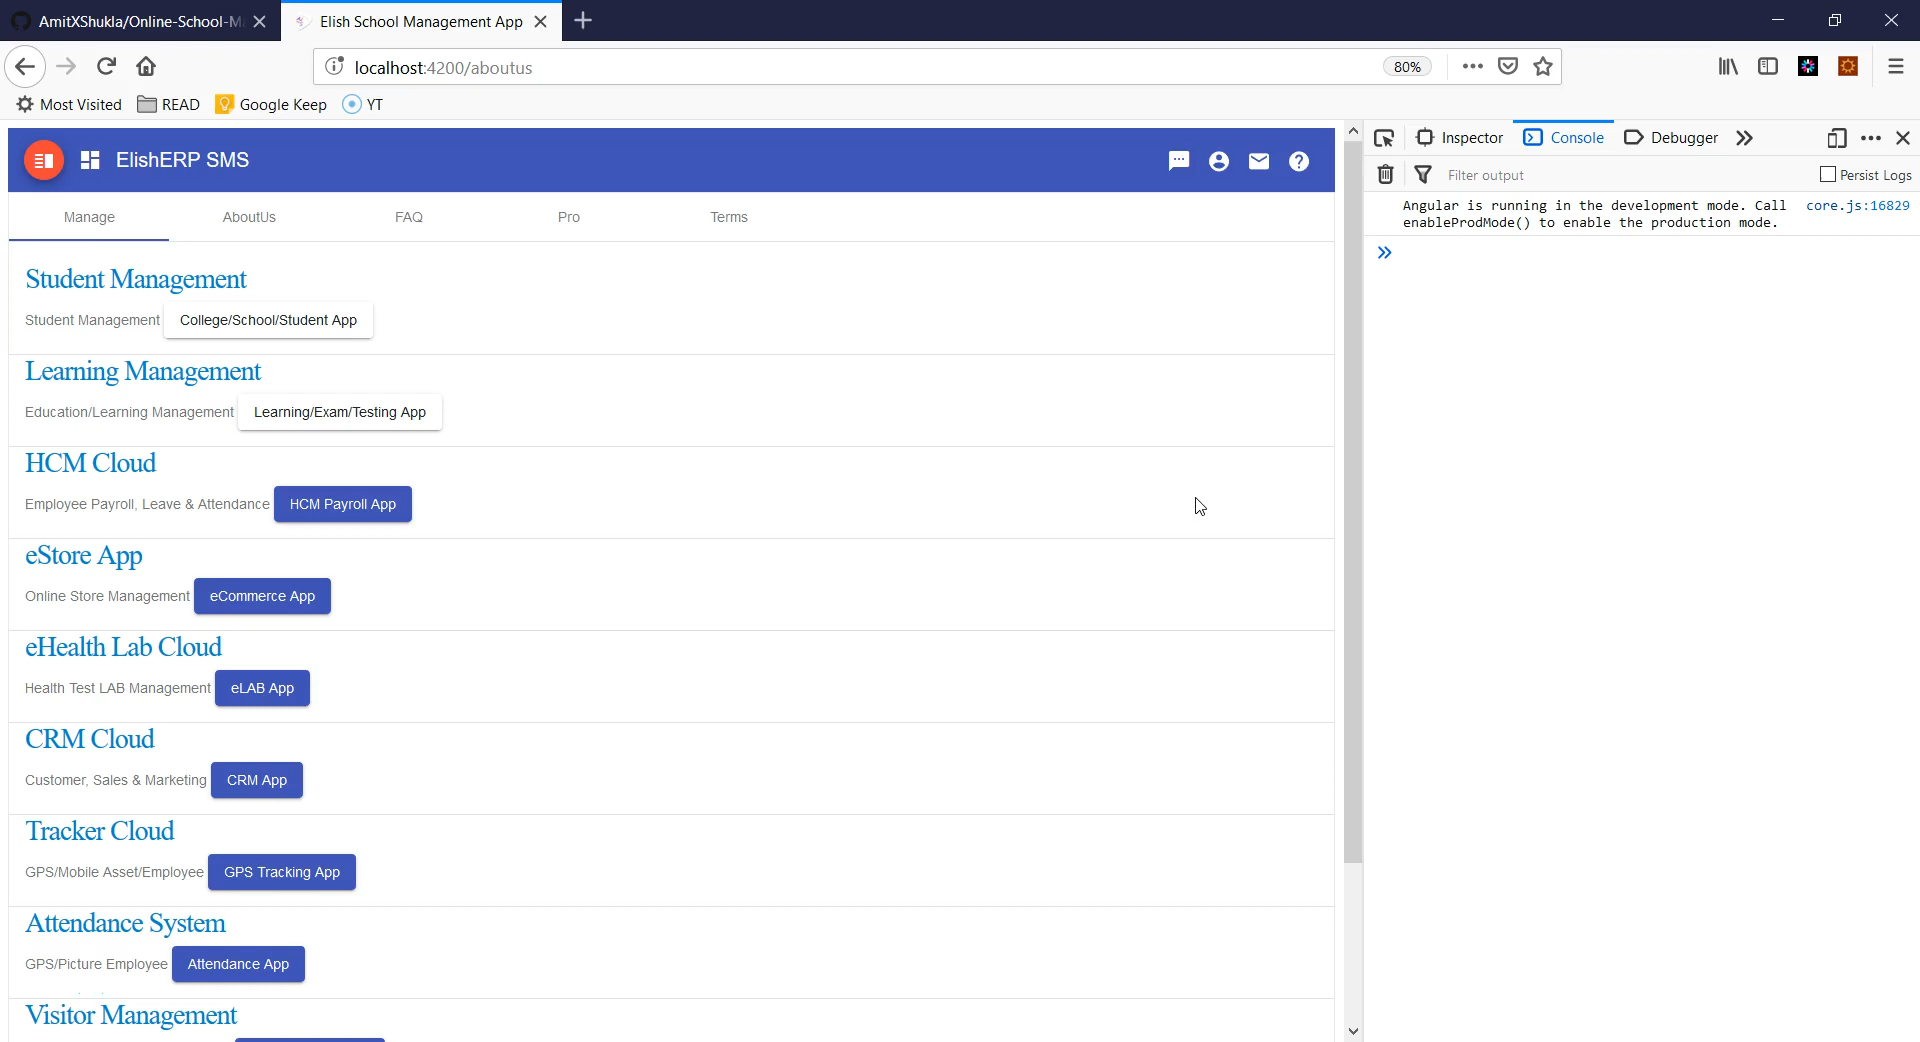 AmitXShukla/Online-School-M
Elish School Management App
localhost:4200/aboutus
80%
Most Visited
READ
Google Keep
YT
ElishERP SMS
Manage
AboutUs
FAQ
Pro
Terms
Student Management
Student Management College/School/Student App
Learning Management
Education/Learning Management Learning/Exam/Testing App
HCM Cloud
Employee Payroll, Leave & Attendance HCM Payroll App
eStore App
Online Store Management eCommerce App
eHealth Lab Cloud
Health Test LAB Management eLAB App
CRM Cloud
Customer, Sales & Marketing CRM App
Tracker Cloud
GPS/Mobile Asset/Employee GPS Tracking App
Attendance System
GPS/Picture Employee Attendance App
Visitor Management
Inspector
Console
Debugger
Filter output
Persist Logs
Angular is running in the development mode. Call core.js:16829
enableProdMode() to enable the production mode.